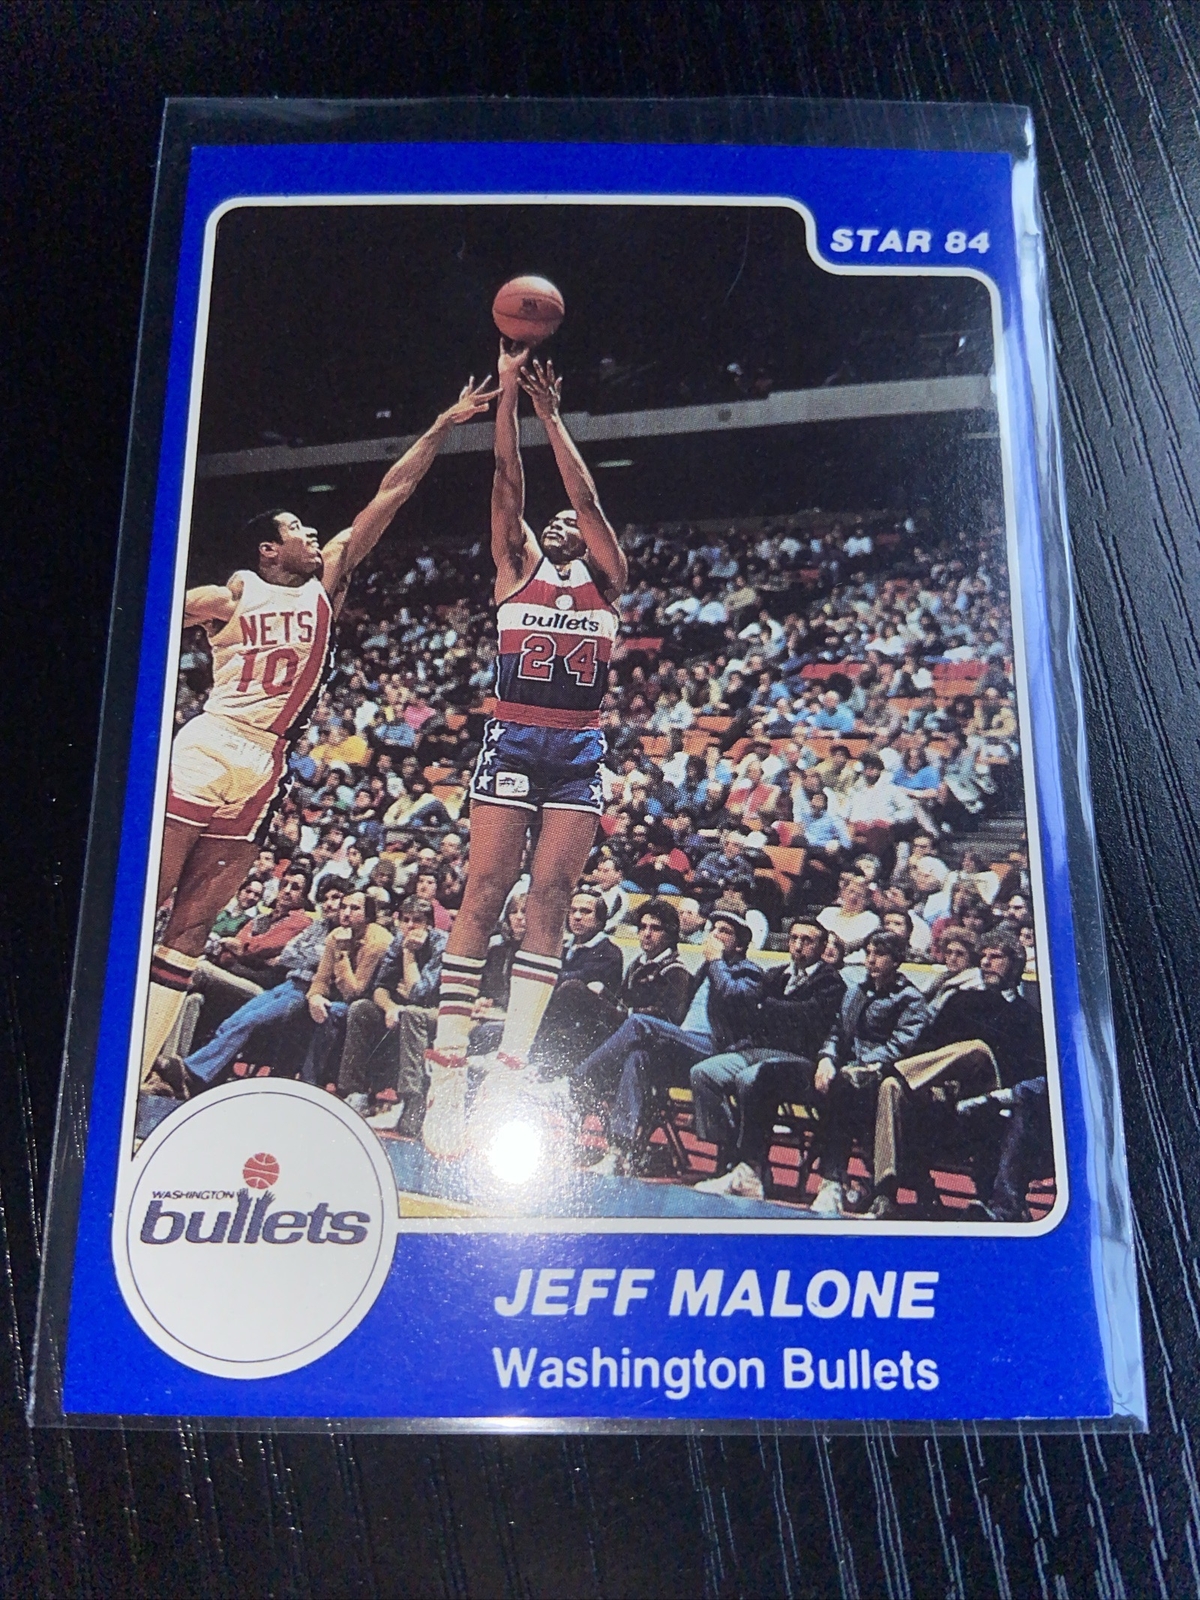 STAR 84
NETS
10
bullets
24
WASHINGTON
bullets
JEFF MALONE
Washington Bullets